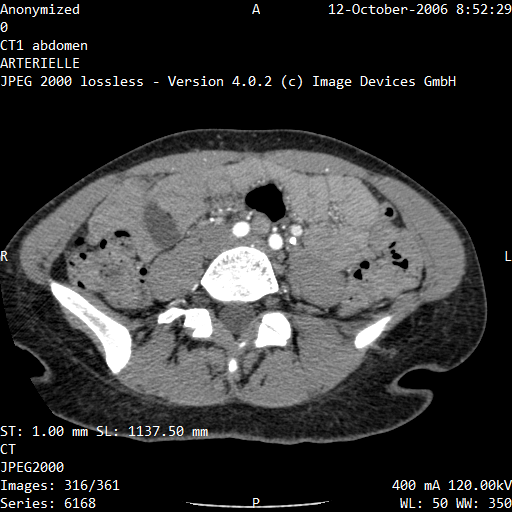 Anonymized A 12-October-2006 8:52:29
0
CT1 abdomen
ARTERIELLE
JPEG 2000 lossless - Version 4.0.2 (c) Image Devices GmbH
R L
ST: 1.00 mm SL: 1137.50 mm
CT
JPEG2000
Images: 316/361 400 mA 120.00kV
Series: 6168 P WL: 50 WW: 350